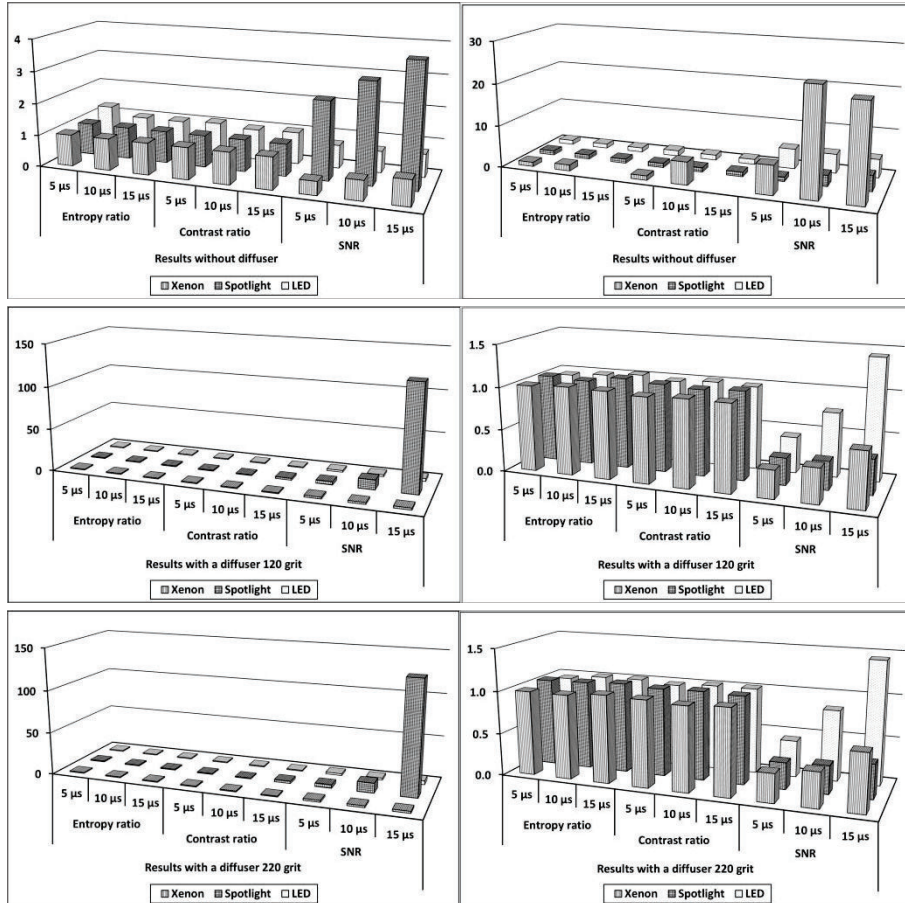 4
3
2
1
0
5 µs 10 µs 15 µs 5 µs 10 µs 15 µs 5 µs 10 µs 15 µs
Entropy ratio Contrast ratio SNR
Results without diffuser
Xenon Spotlight LED
30
20
10
0
5 µs 10 µs 15 µs 5 µs 10 µs 15 µs 5 µs 10 µs 15 µs
Entropy ratio Contrast ratio SNR
Results without diffuser
Xenon Spotlight LED
150
100
50
0
5 µs 10 µs 15 µs 5 µs 10 µs 15 µs 5 µs 10 µs 15 µs
Entropy ratio Contrast ratio SNR
Results with a diffuser 120 grit
Xenon Spotlight LED
1.5
1.0
0.5
0.0
5 µs 10 µs 15 µs 5 µs 10 µs 15 µs 5 µs 10 µs 15 µs
Entropy ratio Contrast ratio SNR
Results with a diffuser 120 grit
Xenon Spotlight LED
150
100
50
0
5 µs 10 µs 15 µs 5 µs 10 µs 15 µs 5 µs 10 µs 15 µs
Entropy ratio Contrast ratio SNR
Results with a diffuser 220 grit
Xenon Spotlight LED
1.5
1.0
0.5
0.0
5 µs 10 µs 15 µs 5 µs 10 µs 15 µs 5 µs 10 µs 15 µs
Entropy ratio Contrast ratio SNR
Results with a diffuser 220 grit
Xenon Spotlight LED